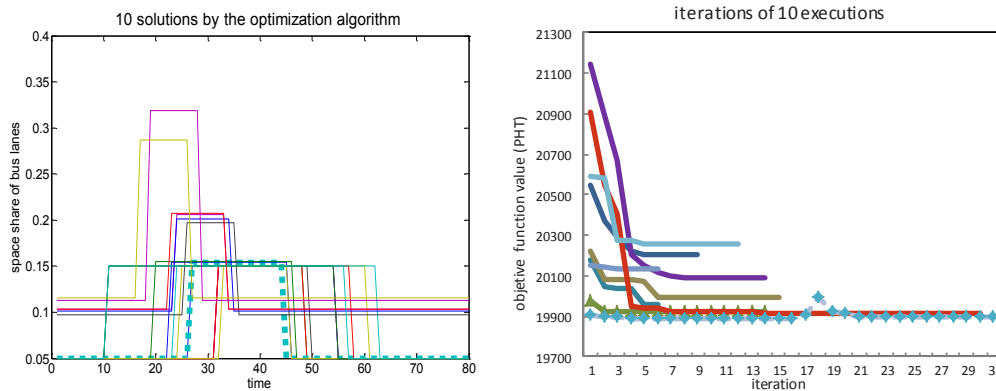 10 solutions by the optimization algorithm
space share of bus lanes
0.4
0.35
0.3
0.25
0.2
0.15
0.1
0.05
0 10 20 30 40 50 60 70 80
time
iterations of 10 executions
objetive function value (PHT)
21300
21100
20900
20700
20500
20300
20100
19900
19700
1 3 5 7 9 11 13 15 17 19 21 23 25 27 29 3
iteration